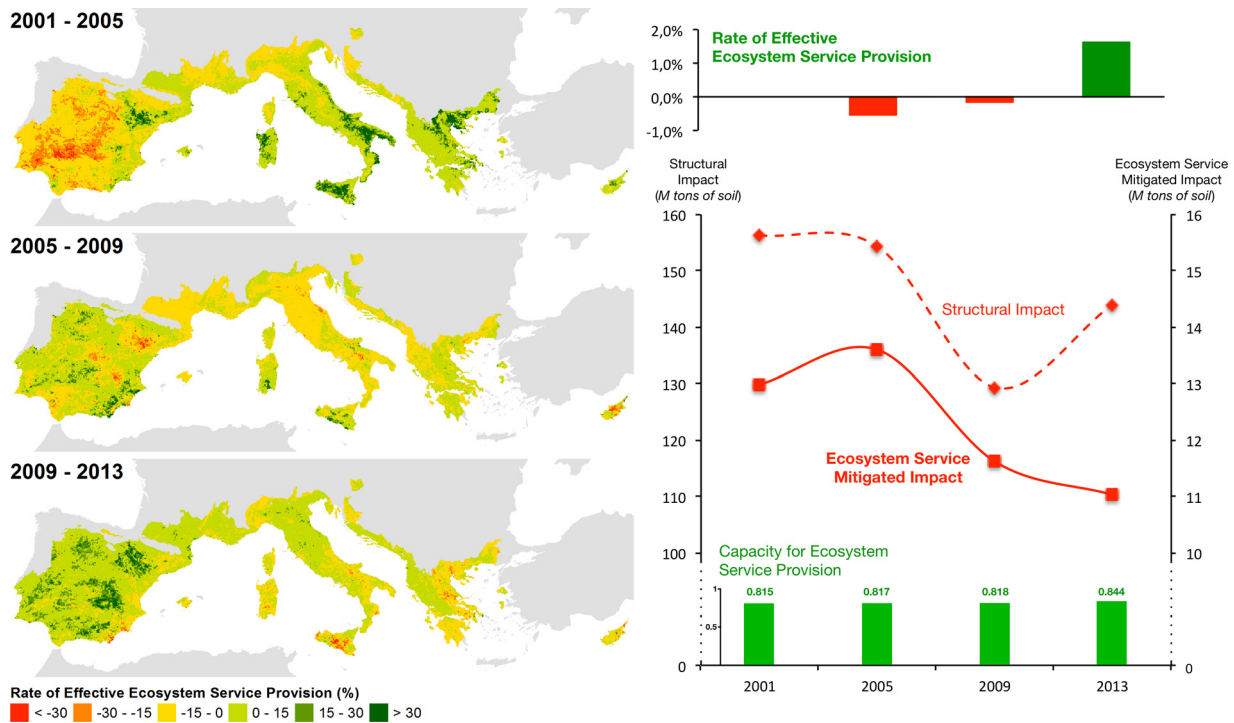 2001 - 2005
2005 - 2009
2009 - 2013
Rate of Effective Ecosystem Service Provision (%)
< -30
-30 - -15
-15 - 0
0 - 15
15 - 30
> 30
Rate of Effective
Ecosystem Service Provision
2,0%
1,0%
0,0%
-1,0%
Structural
Impact
(M tons of soil)
Ecosystem Service
Mitigated Impact
(M tons of soil)
160
150
140
130
120
110
100
0
16
15
14
13
12
11
10
0
Structural Impact
Ecosystem Service
Mitigated Impact
Capacity for Ecosystem
Service Provision
1
0.5
0.815
0.817
0.818
0.844
2001
2005
2009
2013